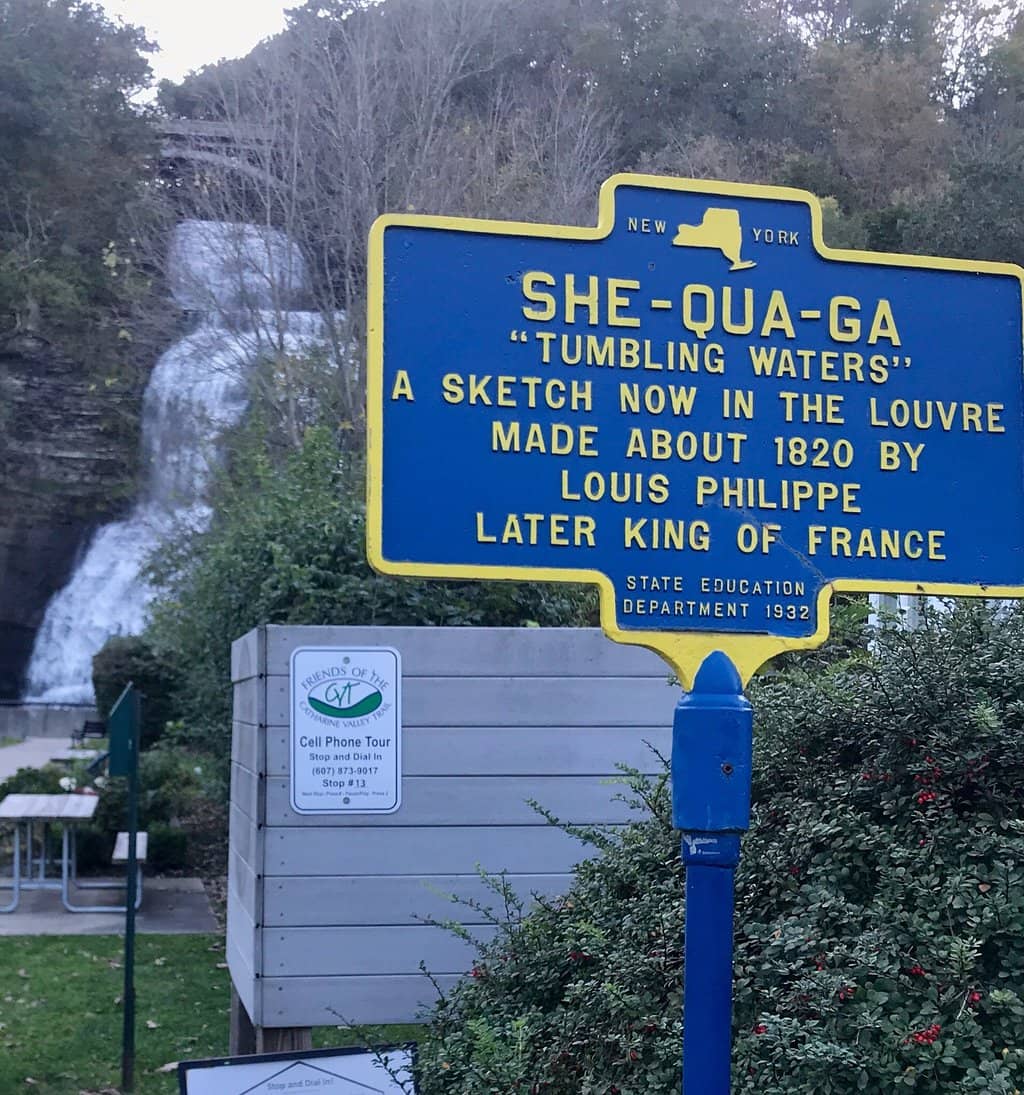 NEW YORK
SHE-QUA-GA
"TUMBLING WATERS"
A SKETCH NOW IN THE LOUVRE
MADE ABOUT 1820 BY
LOUIS PHILIPPE
LATER KING OF FRANCE
STATE EDUCATION
DEPARTMENT 1932
FRIENDS OF THE
CVT
CATHARINE VALLEY TRAIL
Cell Phone Tour
Stop and Dial In
(607) 873-9017
Stop #13
Stop and Dial In!